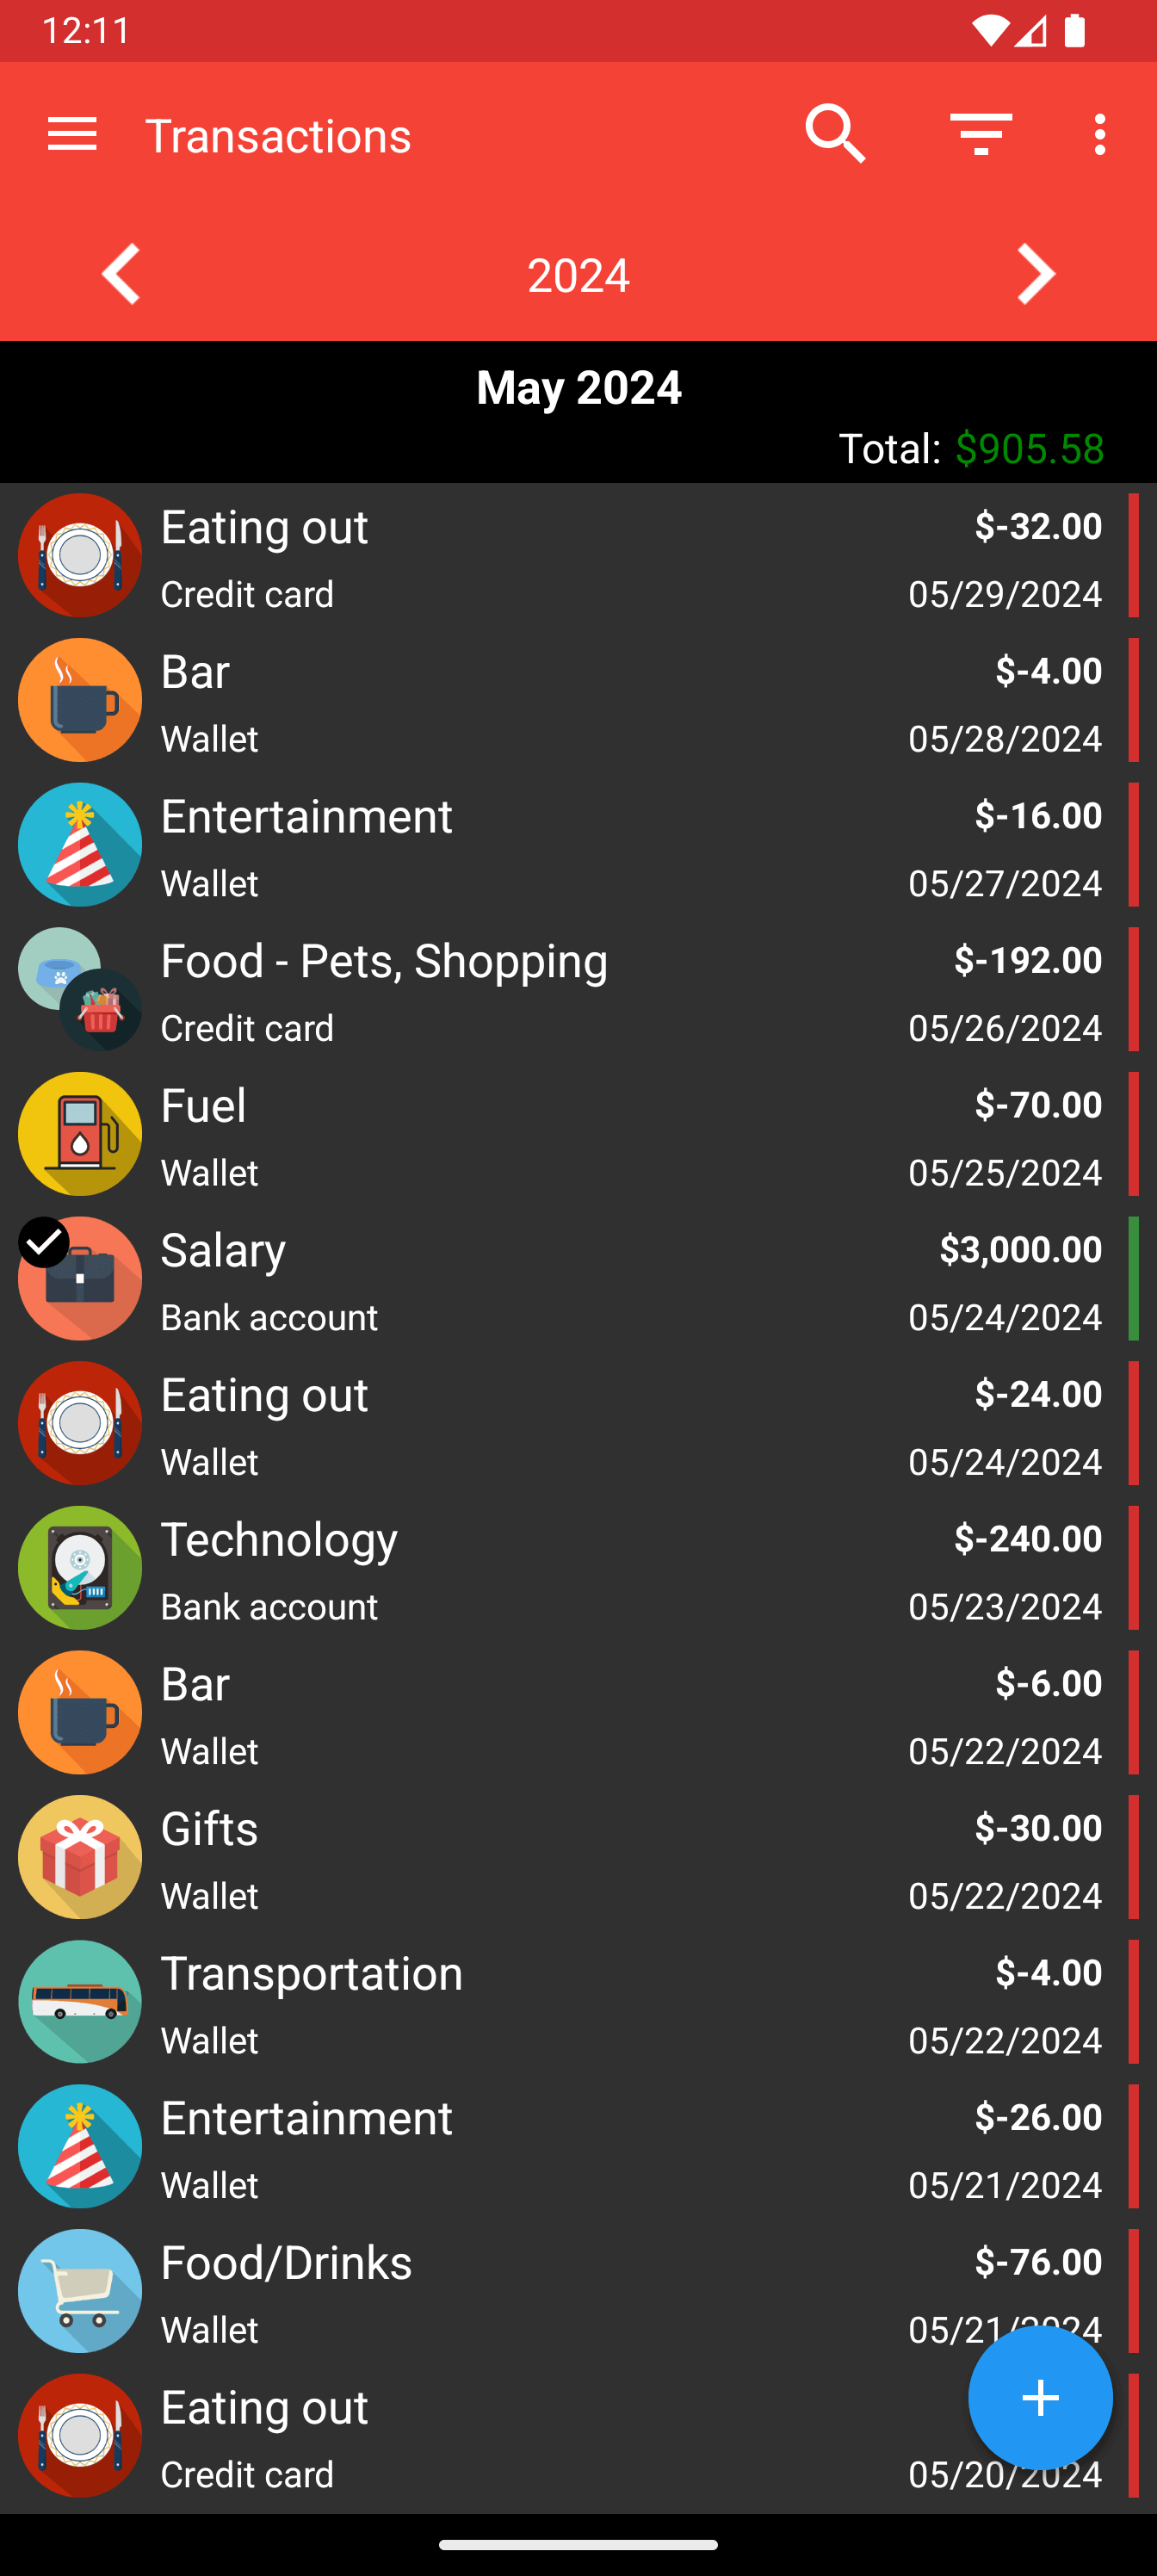 12:11
Transactions
2024
May 2024
Total: $905.58
Eating out $-32.00
Credit card 05/29/2024
Bar $-4.00
Wallet 05/28/2024
Entertainment $-16.00
Wallet 05/27/2024
Food - Pets, Shopping $-192.00
Credit card 05/26/2024
Fuel $-70.00
Wallet 05/25/2024
Salary $3,000.00
Bank account 05/24/2024
Eating out $-24.00
Wallet 05/24/2024
Technology $-240.00
Bank account 05/23/2024
Bar $-6.00
Wallet 05/22/2024
Gifts $-30.00
Wallet 05/22/2024
Transportation $-4.00
Wallet 05/22/2024
Entertainment $-26.00
Wallet 05/21/2024
Food/Drinks $-76.00
Wallet 05/21/2024
Eating out
Credit card 05/20/2024